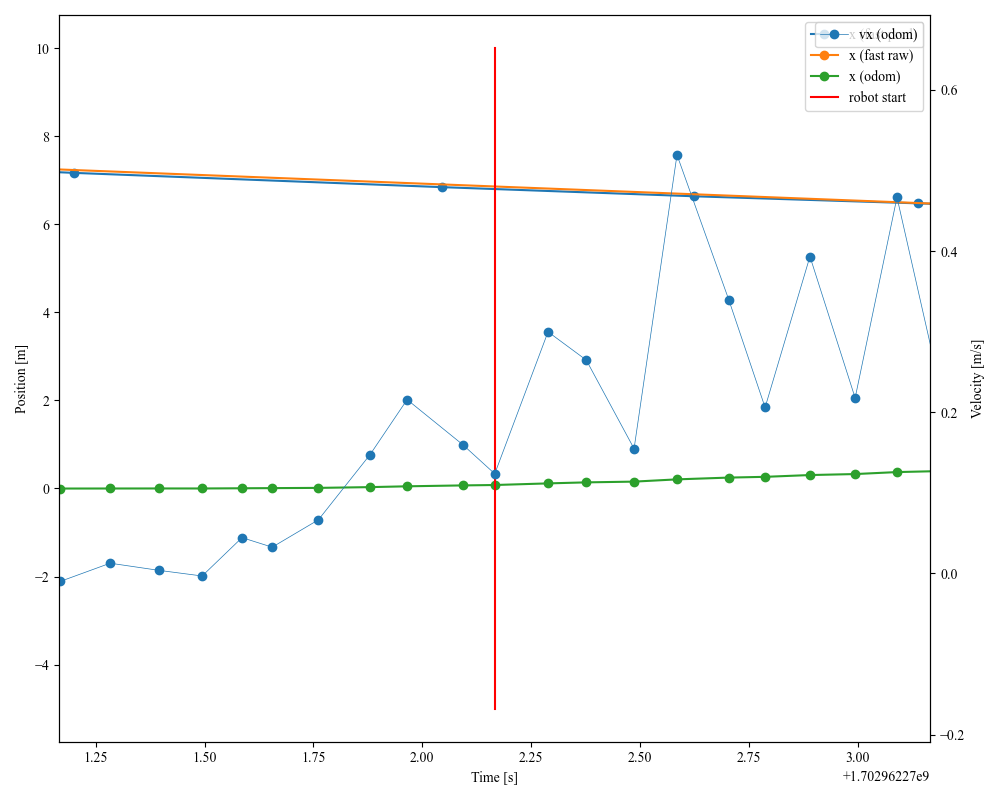 10
8
6
4
2
0
−2
−4
Position [m]
vx (odom)
x (fast raw)
x (odom)
robot start
0.6
0.4
0.2
0.0
−0.2
Velocity [m/s]
1.25 1.50 1.75 2.00 2.25 2.50 2.75 3.00
Time [s]
+1.70296227e9